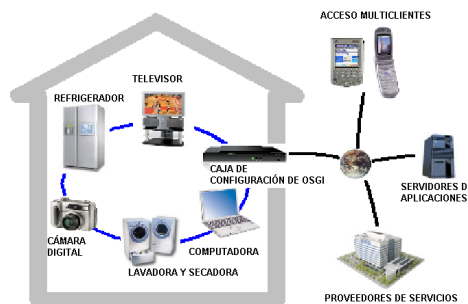 ACCESO MULTICLIENTES
TELEVISOR
REFRIGERADOR
CAJA DE
CONFIGURACIÓN DE OSGI
SERVIDORES D
APLICACIONES
CÁMARA
DIGITAL
COMPUTADORA
LAVADORA Y SECADORA
PROVEEDORES DE SERVICIOS